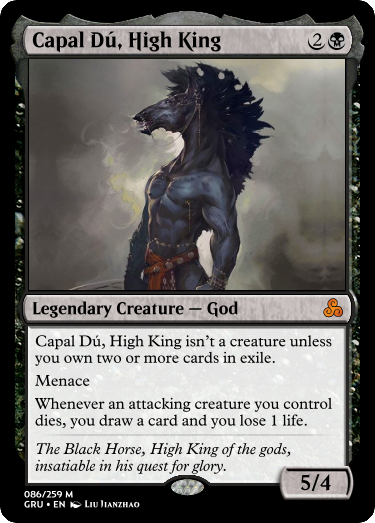 Capal Dú, High King 2
Legendary Creature — God
Capal Dú, High King isn't a creature unless
you own two or more cards in exile.
Menace
Whenever an attacking creature you control
dies, you draw a card and you lose 1 life.
The Black Horse, High King of the gods,
insatiable in his quest for glory.
5/4
086/259 M
GRU • EN Liu Jianzhao